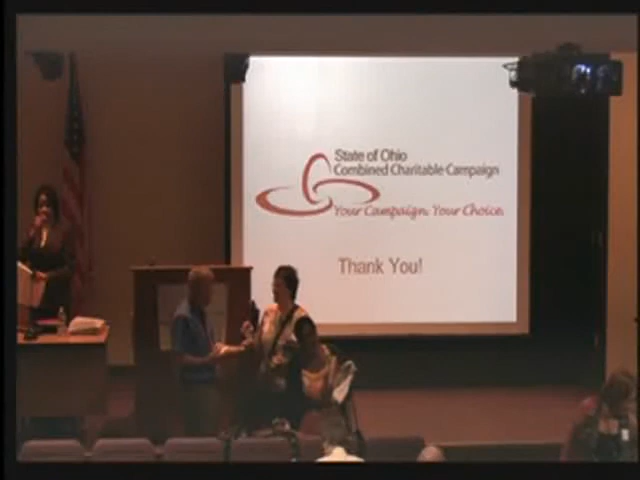 State of Ohio
Combined Charitable Campaign
Your Campaign. Your Choice.
Thank You!